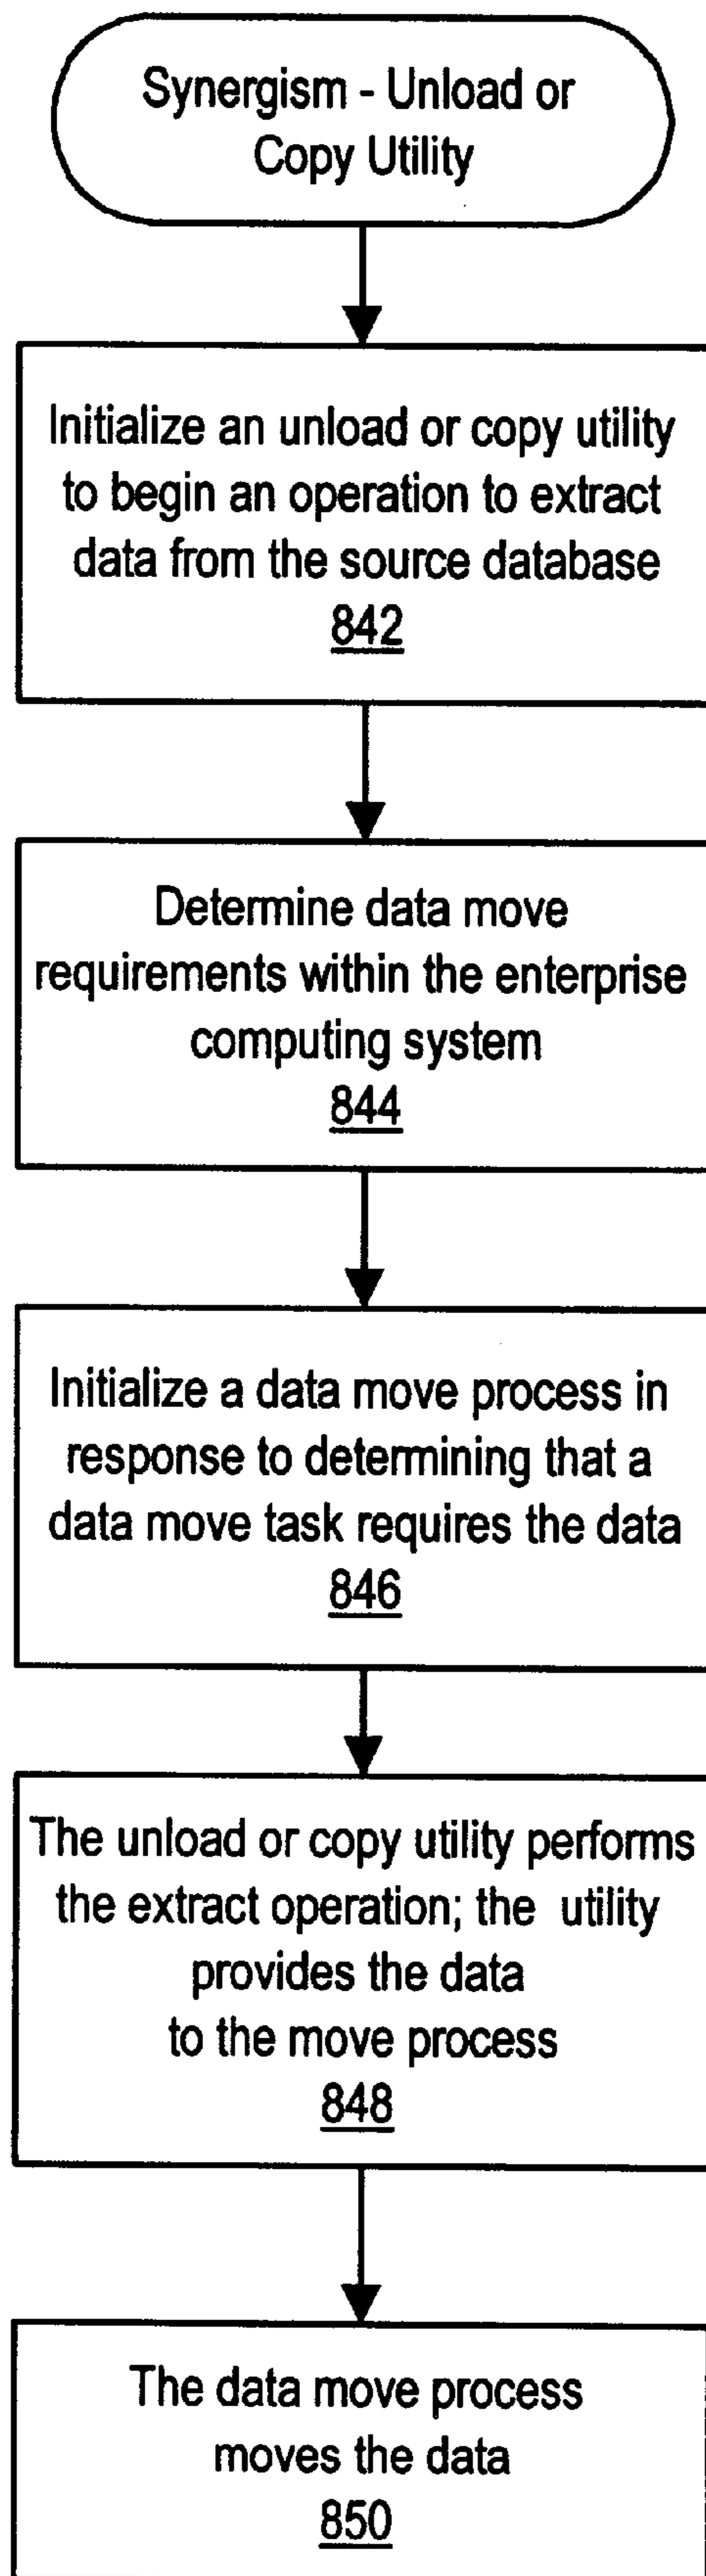 Synergism - Unload or
Copy Utility
Initialize an unload or copy utility
to begin an operation to extract
data from the source database
842
Determine data move
requirements within the enterprise
computing system
844
Initialize a data move process in
response to determining that a
data move task requires the data
846
The unload or copy utility performs
the extract operation; the utility
provides the data
to the move process
848
The data move process
moves the data
850